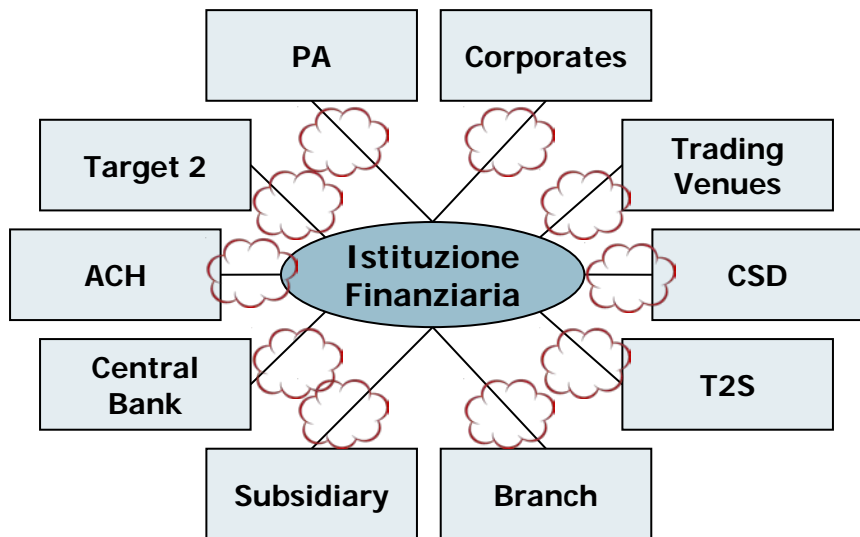 PA
Corporates
Target 2
Trading
Venues
ACH
Istituzione
Finanziaria
CSD
Central
Bank
T2S
Subsidiary
Branch